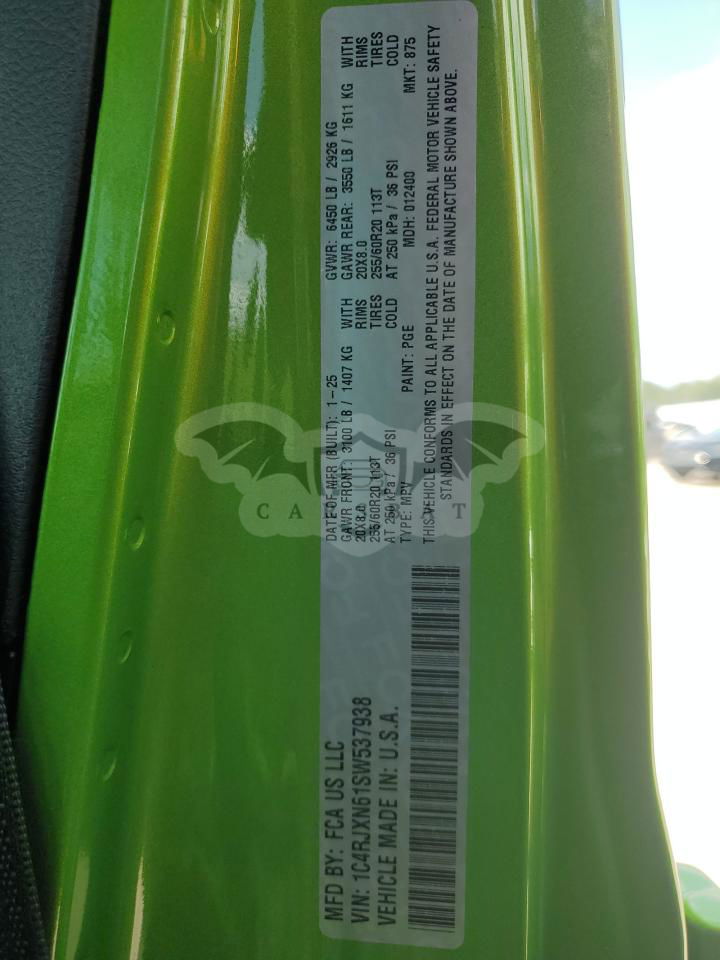 MFD BY: FCA US LLC
VIN: 1C4RJXN61SW537938
VEHICLE MADE IN: U.S.A.
DATE OF MFR (BUILT): 1-25 GVWR: 6450 LB / 2926 KG
GAWR FRONT: 3100 LB / 1407 KG WITH GAWR REAR: 3550 LB / 1611 KG WITH
20X8.0 RIMS 20X8.0 RIMS
255/60R20 113T TIRES 255/60R20 113T TIRES
AT 250 kPa / 36 PSI COLD AT 250 kPa / 36 PSI COLD
TYPE: MPV PAINT: PGE MDH: 012400 MKT: 875
THIS VEHICLE CONFORMS TO ALL APPLICABLE U.S.A. FEDERAL MOTOR VEHICLE SAFETY
STANDARDS IN EFFECT ON THE DATE OF MANUFACTURE SHOWN ABOVE.